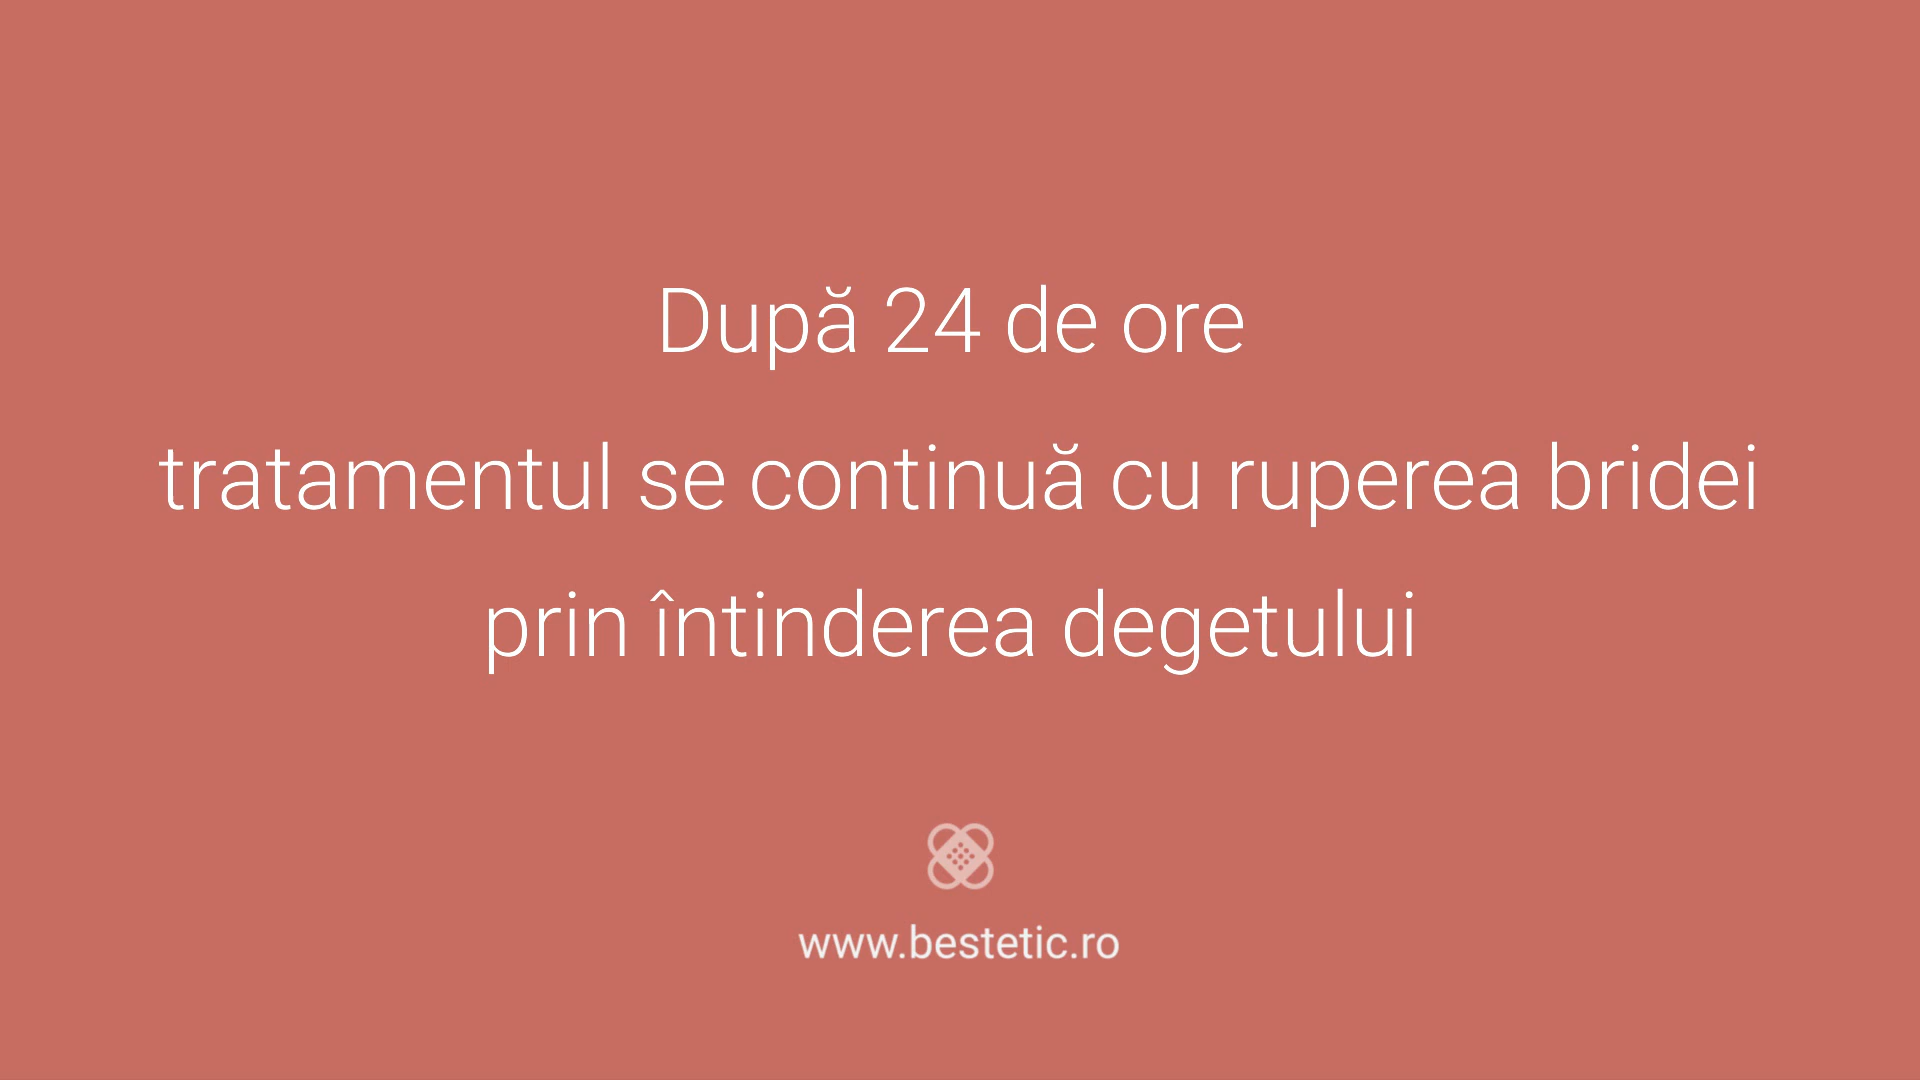 După 24 de ore
tratamentul se continuă cu ruperea bridei
prin întinderea degetului
www.bestetic.ro